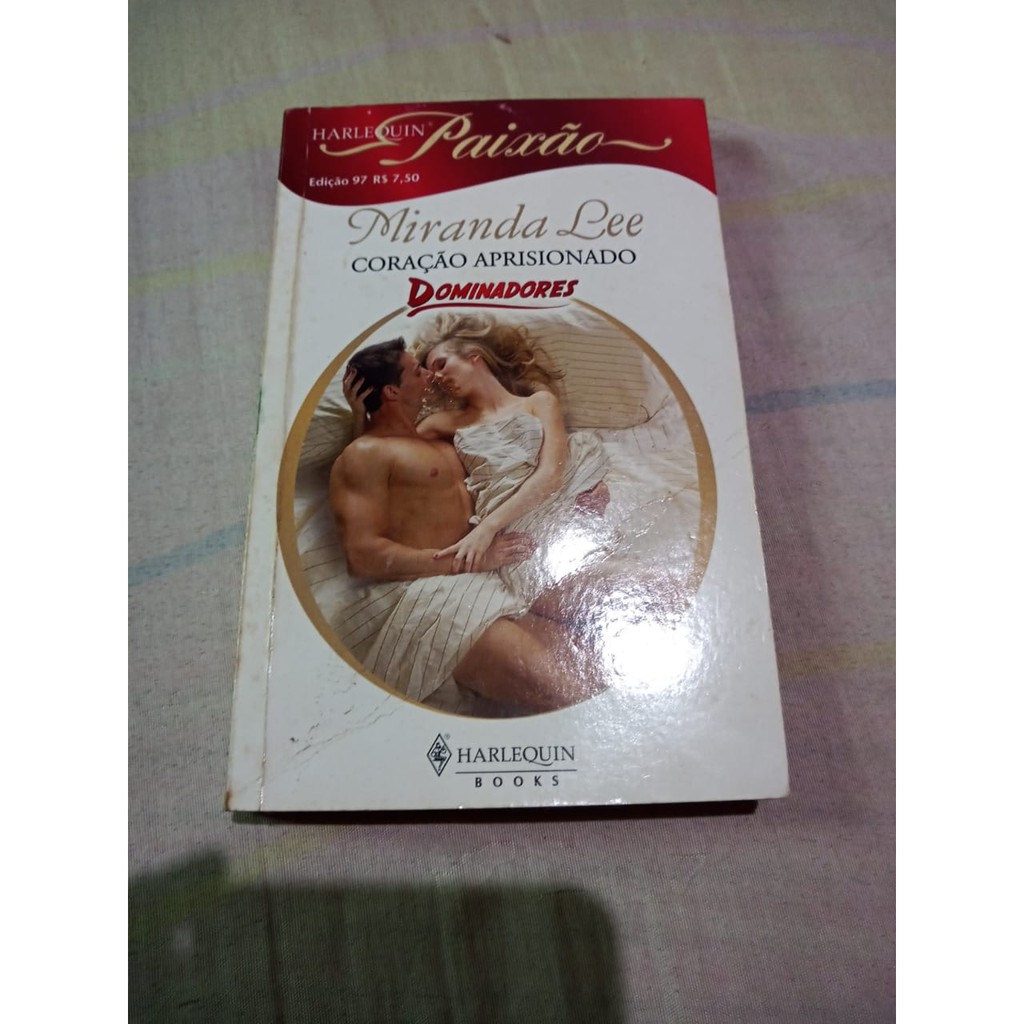 HARLEQUIN® Paixão
Edição 97 R$ 7,50
Miranda Lee
CORAÇÃO APRISIONADO
DOMINADORES
HARLEQUIN
BOOKS